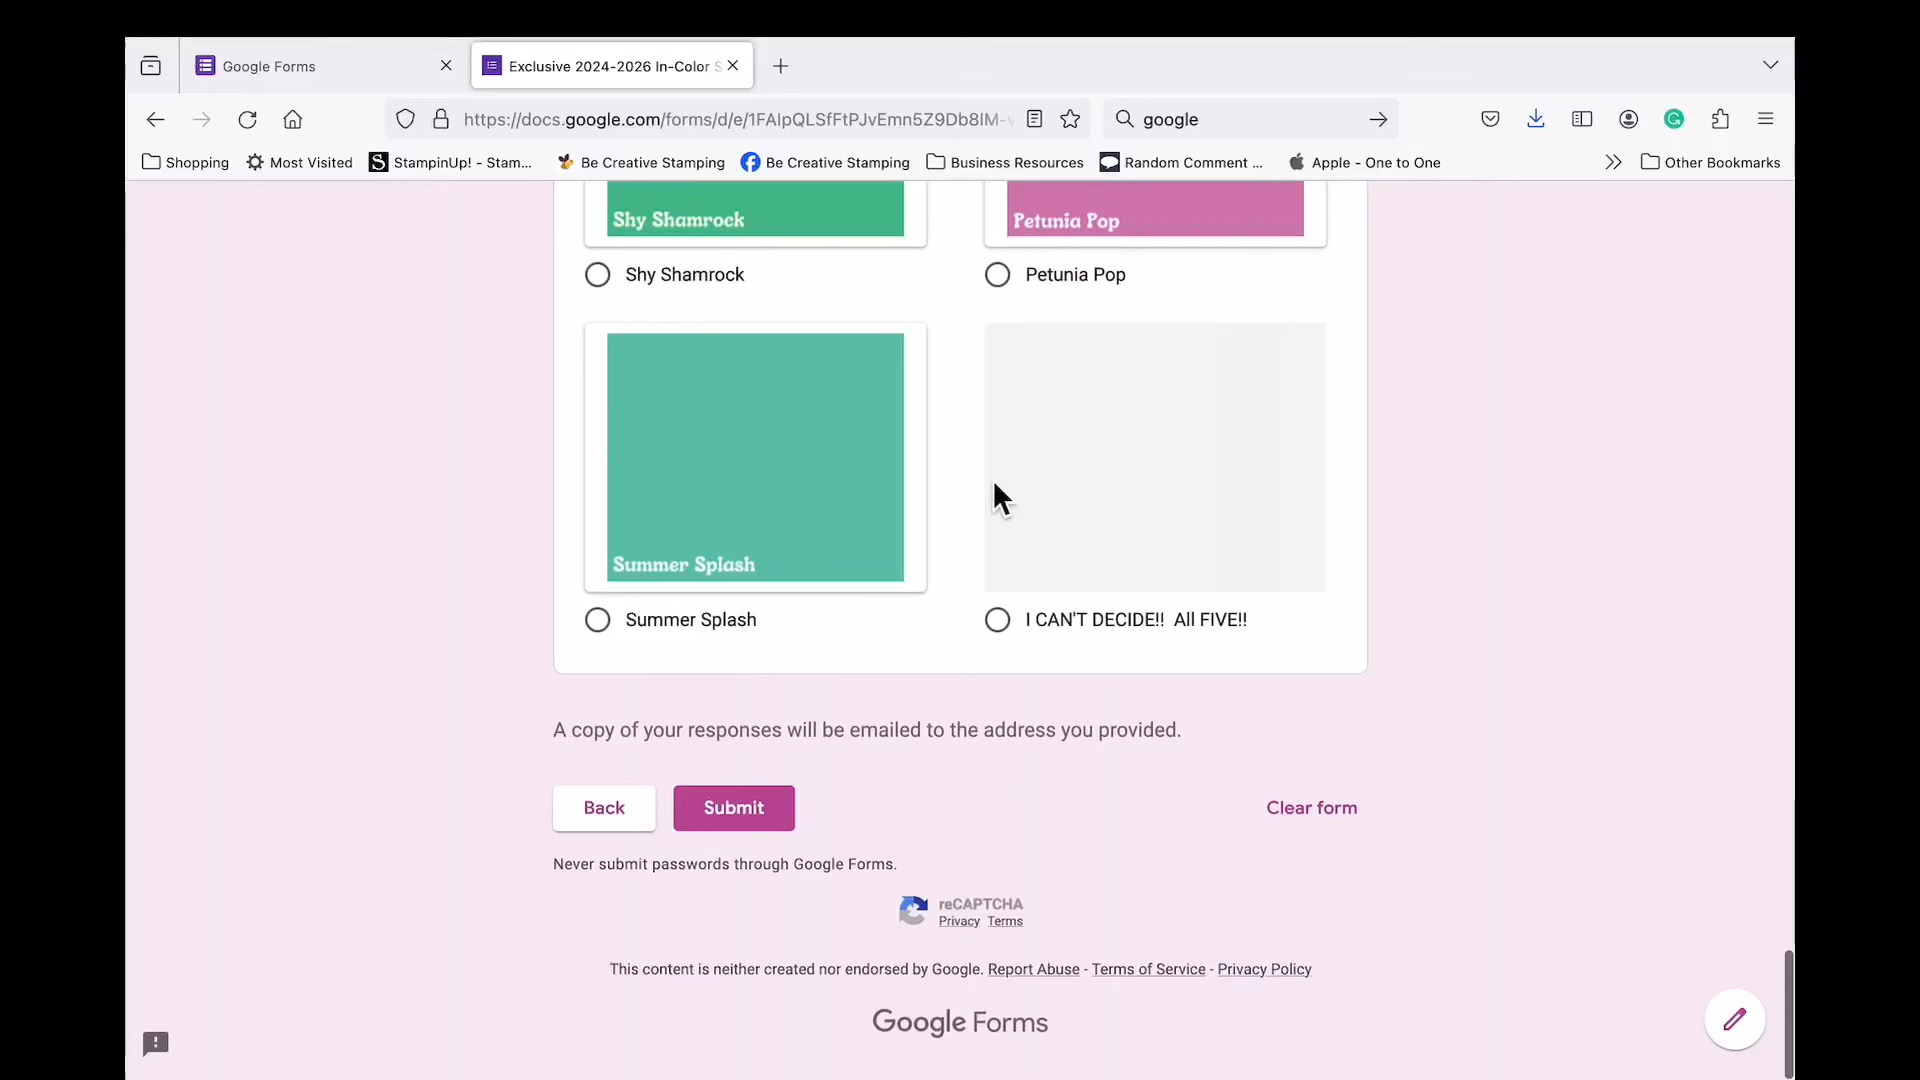 Google Forms
Exclusive 2024-2026 In-Color S
https://docs.google.com/forms/d/e/1FAIpQLSfFtPJvEmn5Z9Db8IM-
google
Shopping
Most Visited
StampinUp! - Stam...
Be Creative Stamping
Be Creative Stamping
Business Resources
Random Comment ...
Apple - One to One
Other Bookmarks
Shy Shamrock
Petunia Pop
Shy Shamrock
Petunia Pop
Summer Splash
Summer Splash
I CAN'T DECIDE!! All FIVE!!
A copy of your responses will be emailed to the address you provided.
Back
Submit
Clear form
Never submit passwords through Google Forms.
reCAPTCHA
Privacy Terms
This content is neither created nor endorsed by Google. Report Abuse - Terms of Service - Privacy Policy
Google Forms